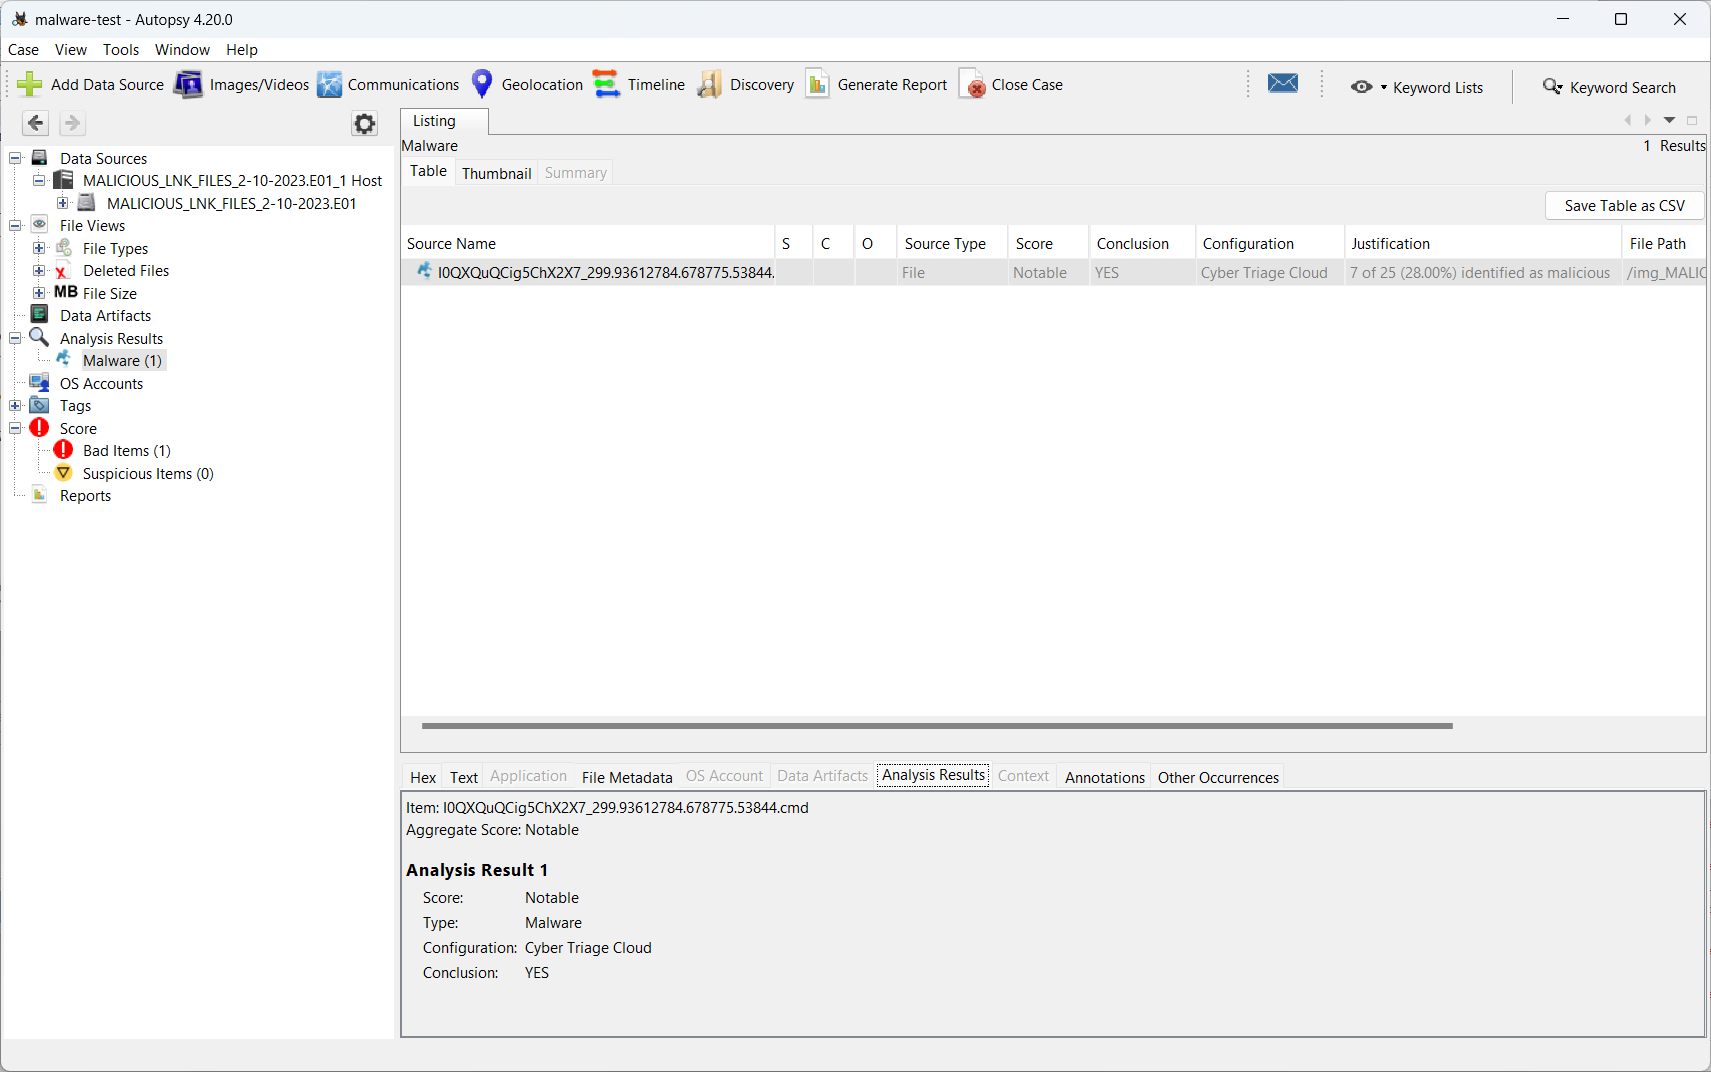 malware-test - Autopsy 4.20.0
Case View Tools Window Help
Add Data Source Images/Videos Communications Geolocation Timeline Discovery Generate Report Close Case Keyword Lists Keyword Search
Listing
Malware 1 Results
Table Thumbnail Summary
Save Table as CSV
Source Name S C O Source Type Score Conclusion Configuration Justification File Path
I0QXQuQCig5ChX2X7_299.93612784.678775.53844. File Notable YES Cyber Triage Cloud 7 of 25 (28.00%) identified as malicious /img_MALIC
Data Sources
MALICIOUS_LNK_FILES_2-10-2023.E01_1 Host
MALICIOUS_LNK_FILES_2-10-2023.E01
File Views
File Types
Deleted Files
MB File Size
Data Artifacts
Analysis Results
Malware (1)
OS Accounts
Tags
Score
Bad Items (1)
Suspicious Items (0)
Reports
Hex Text Application File Metadata OS Account Data Artifacts Analysis Results Context Annotations Other Occurrences
Item: I0QXQuQCig5ChX2X7_299.93612784.678775.53844.cmd
Aggregate Score: Notable
Analysis Result 1
Score: Notable
Type: Malware
Configuration: Cyber Triage Cloud
Conclusion: YES